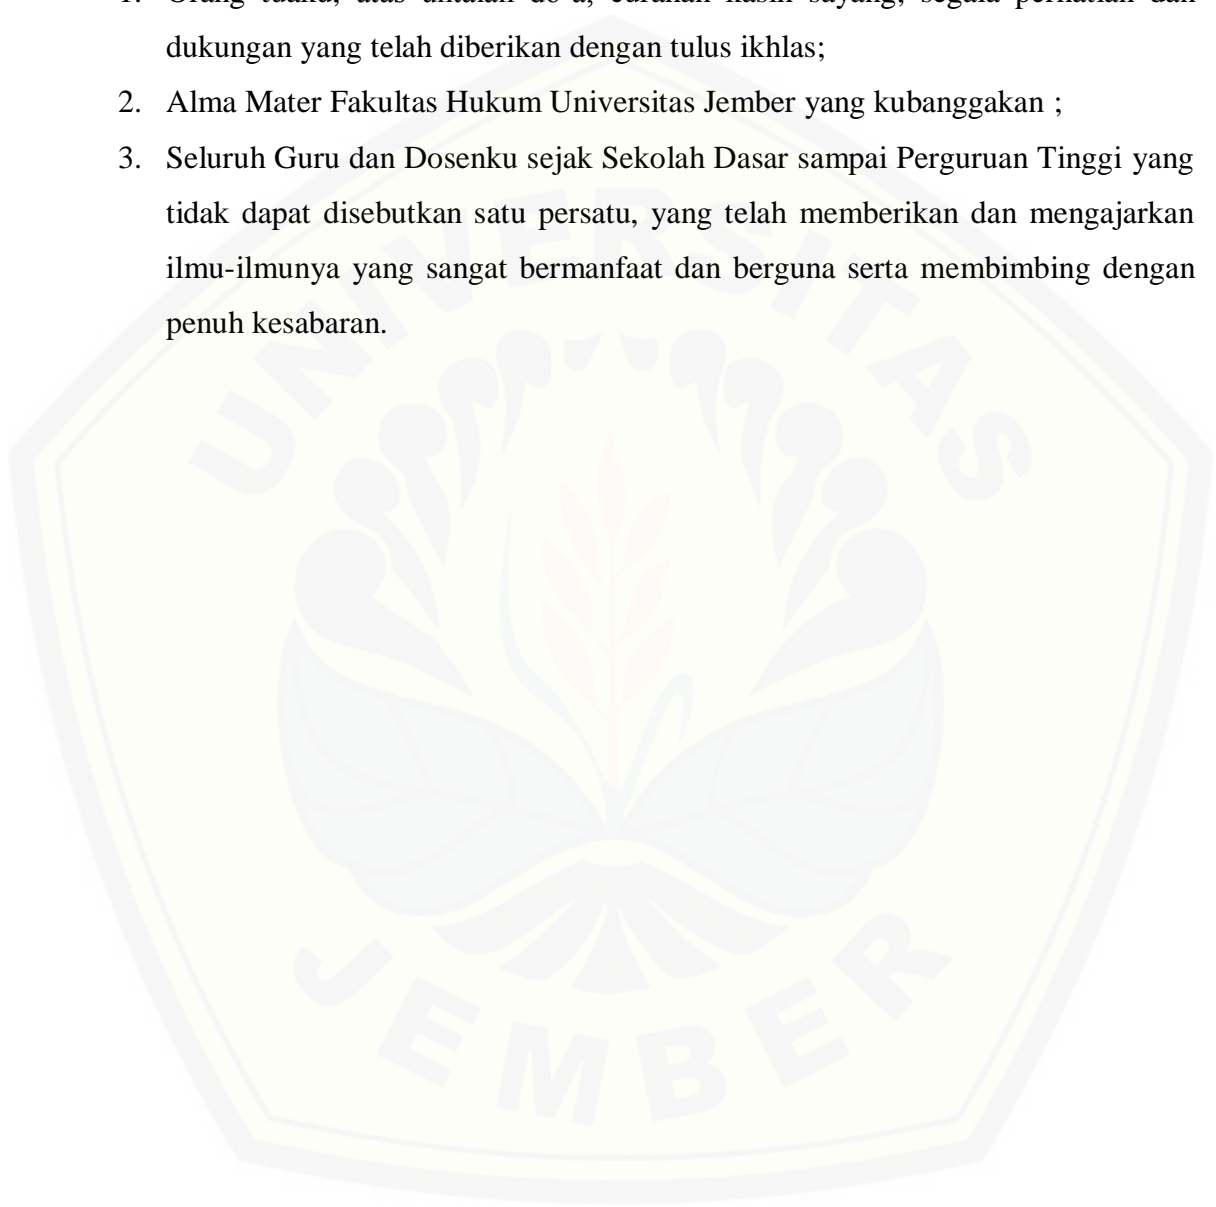 1. Orang tuaku, atas untaian do'a, curahan kasih sayang, segala perhatian dan
dukungan yang telah diberikan dengan tulus ikhlas;
2. Alma Mater Fakultas Hukum Universitas Jember yang kubanggakan ;
3. Seluruh Guru dan Dosenku sejak Sekolah Dasar sampai Perguruan Tinggi yang
tidak dapat disebutkan satu persatu, yang telah memberikan dan mengajarkan
ilmu-ilmunya yang sangat bermanfaat dan berguna serta membimbing dengan
penuh kesabaran.
UNIVERSITAS
JEMBER